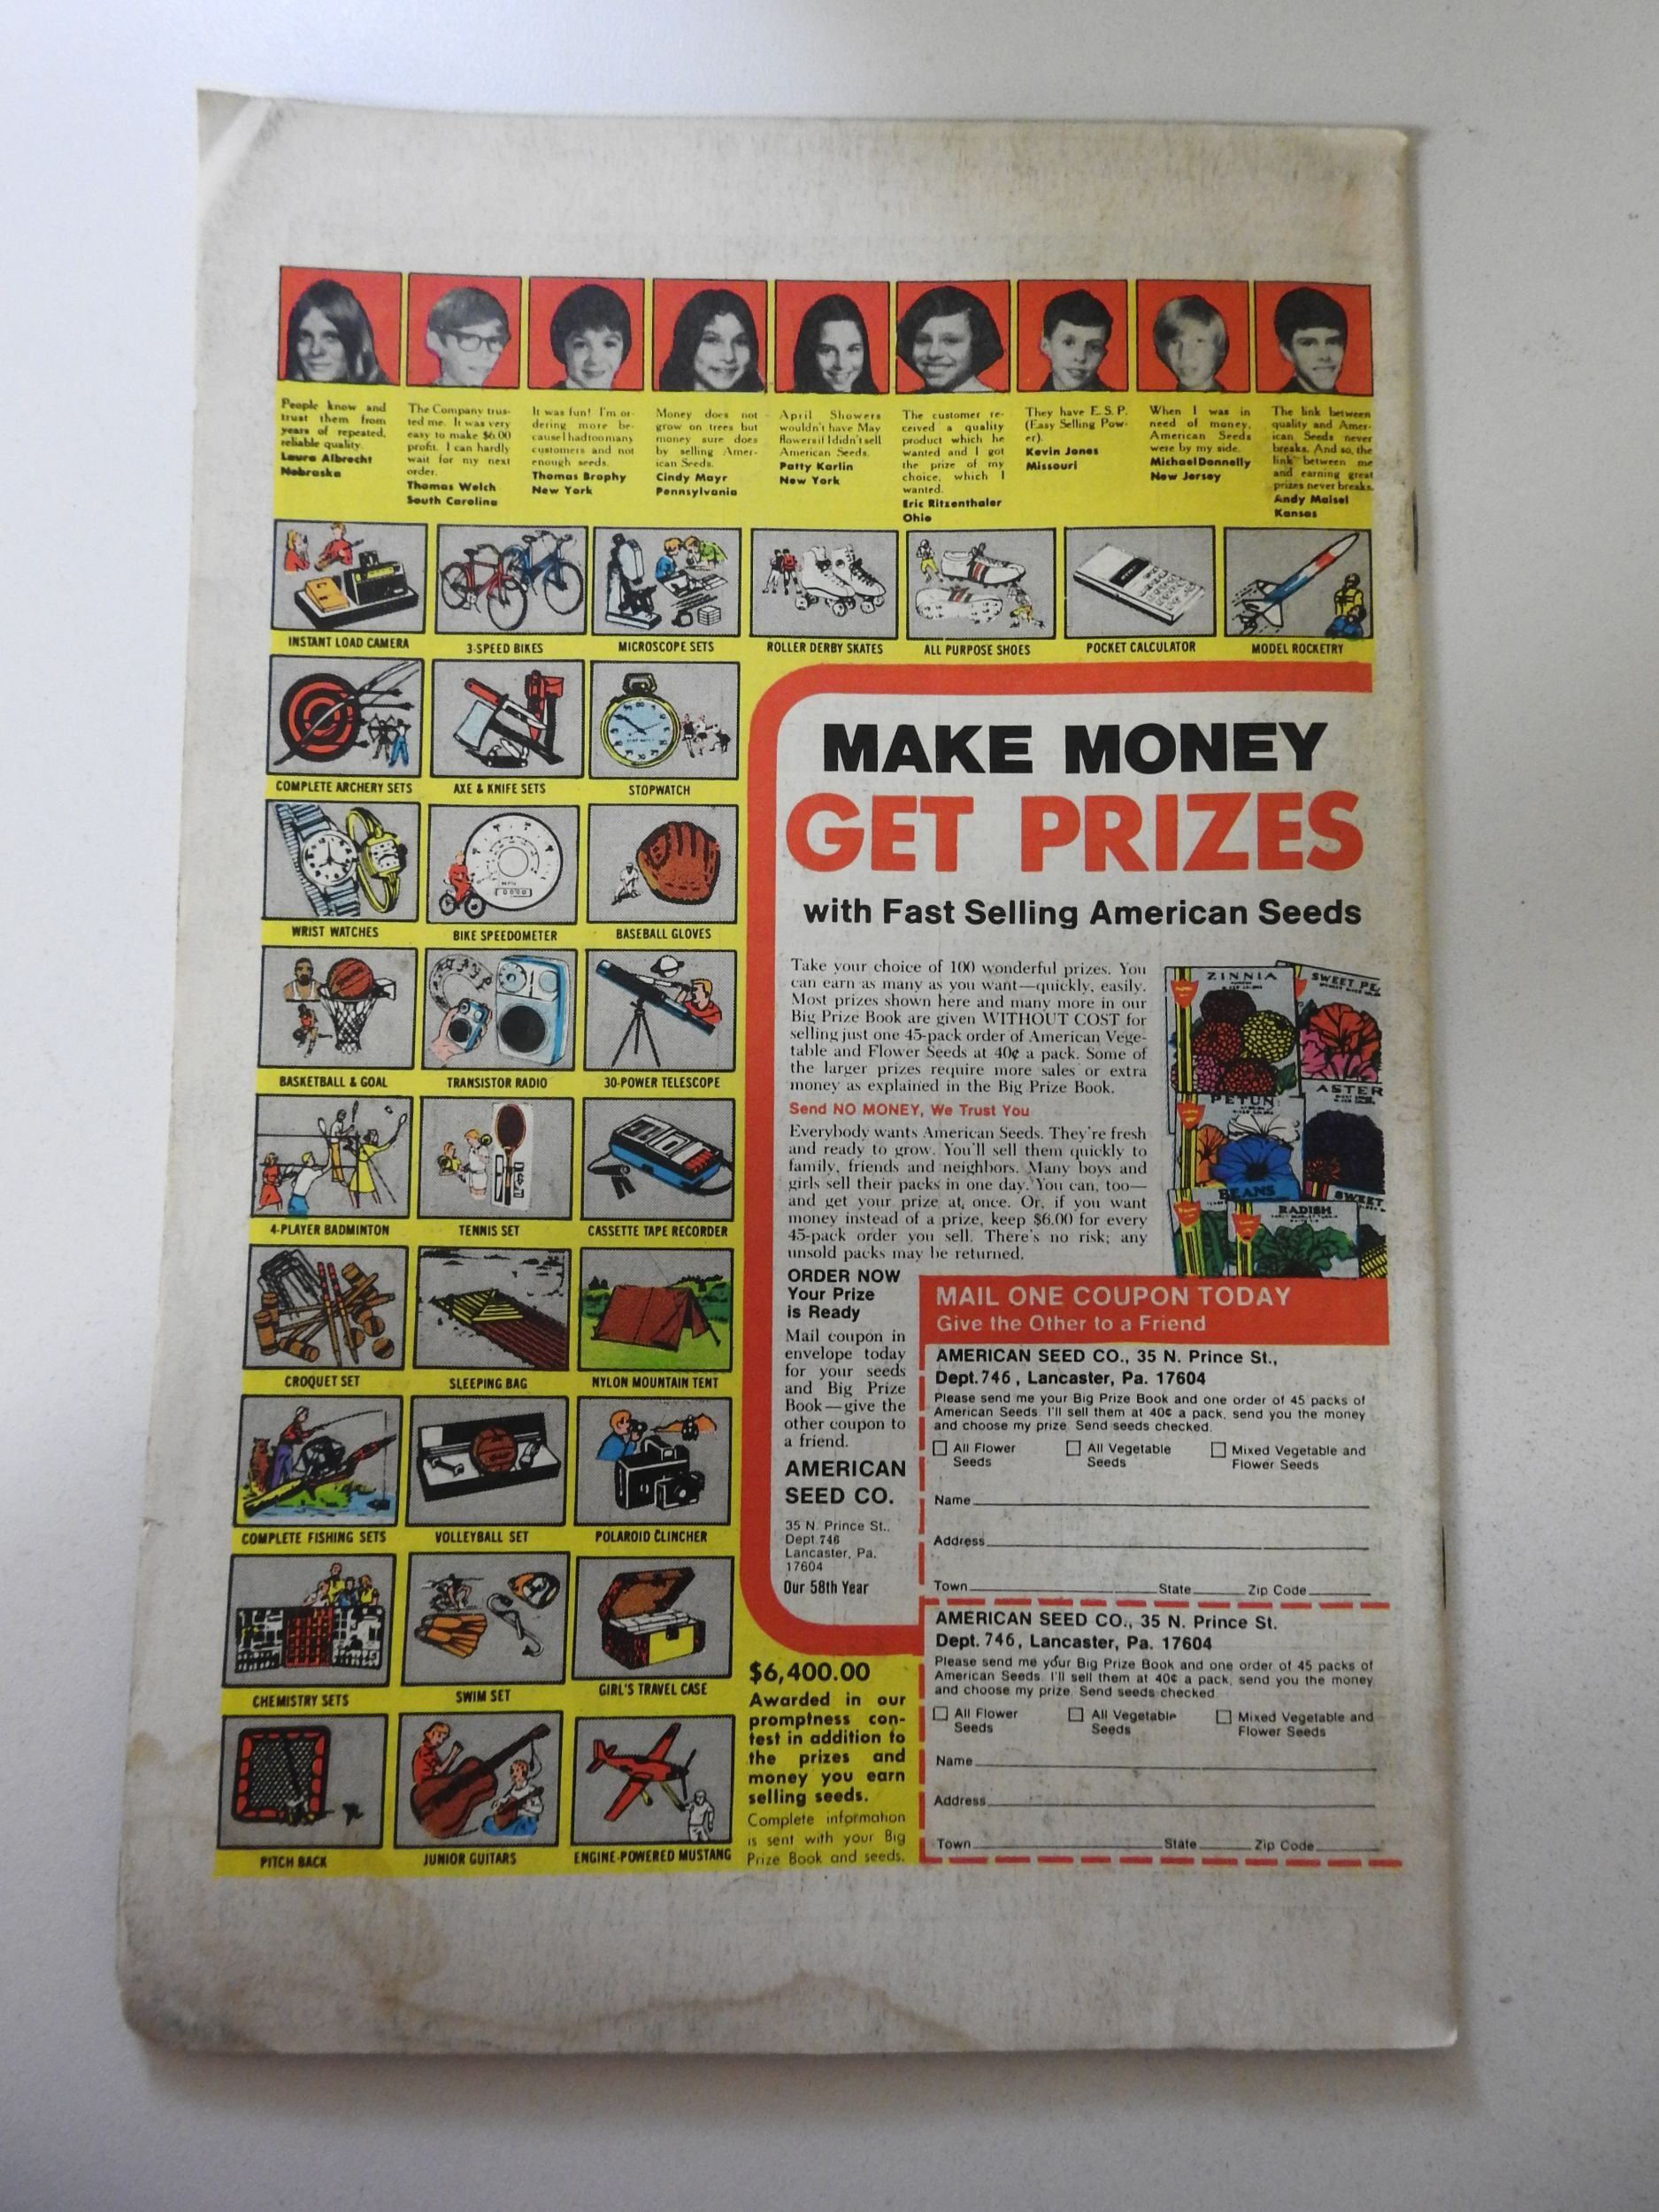 People know and
trust them from
years of repeated,
reliable quality.
Laura Albrecht
Nebraska
The Company trus-
ted me. It was very
easy to make $6.00
profit. I can hardly
wait for my next
order.
Thomas Welch
South Carolina
It was fun! I'm or-
dering more be-
cause I had too many
customers and not
enough seeds.
Thomas Brophy
New York
Money does not
grow on trees but
money sure does
by selling Amer-
ican Seeds.
Cindy Mayr
Pennsylvania
April Showers
wouldn't have May
flowers if I didn't sell
American Seeds.
Patty Karlin
New York
The customer re-
ceived a quality
product which he
wanted and I got
the prize of my
choice, which I
wanted.
Eric Ritzenthaler
Ohio
They have E.S.P.
(Easy Selling Pow-
er).
Kevin Jones
Missouri
When I was in
need of money,
American Seeds
were by my side.
Michael Donnelly
New Jersey
The link between
quality and Amer-
ican Seeds never
breaks. And so, the
link between me
and earning great
prizes never breaks.
Andy Maisel
Kansas
INSTANT LOAD CAMERA
3-SPEED BIKES
MICROSCOPE SETS
ROLLER DERBY SKATES
ALL PURPOSE SHOES
POCKET CALCULATOR
MODEL ROCKETRY
COMPLETE ARCHERY SETS
AXE & KNIFE SETS
STOPWATCH
WRIST WATCHES
BIKE SPEEDOMETER
BASEBALL GLOVES
BASKETBALL & GOAL
TRANSISTOR RADIO
30-POWER TELESCOPE
4-PLAYER BADMINTON
TENNIS SET
CASSETTE TAPE RECORDER
CROQUET SET
SLEEPING BAG
NYLON MOUNTAIN TENT
COMPLETE FISHING SETS
VOLLEYBALL SET
POLAROID CLINCHER
CHEMISTRY SETS
SWIM SET
GIRL'S TRAVEL CASE
PITCH BACK
JUNIOR GUITARS
ENGINE-POWERED MUSTANG
MAKE MONEY
GET PRIZES
with Fast Selling American Seeds
Take your choice of 100 wonderful prizes. You
can earn as many as you want—quickly, easily.
Most prizes shown here and many more in our
Big Prize Book are given WITHOUT COST for
selling just one 45-pack order of American Vege-
table and Flower Seeds at 40¢ a pack. Some of
the larger prizes require more sales or extra
money as explained in the Big Prize Book.
Send NO MONEY, We Trust You
Everybody wants American Seeds. They're fresh
and ready to grow. You'll sell them quickly to
family, friends and neighbors. Many boys and
girls sell their packs in one day. You can, too—
and get your prize at once. Or, if you want
money instead of a prize, keep $6.00 for every
45-pack order you sell. There's no risk; any
unsold packs may be returned.
ZINNIA
SWEET PE
ASTER
PETUN
BEANS
SWEET
RADISH
ORDER NOW
Your Prize
is Ready
Mail coupon in
envelope today
for your seeds
and Big Prize
Book—give the
other coupon to
a friend.
AMERICAN
SEED CO.
35 N. Prince St.,
Dept. 746
Lancaster, Pa.
17604
Our 58th Year
$6,400.00
Awarded in our
promptness con-
test in addition to
the prizes and
money you earn
selling seeds.
Complete information
is sent with your Big
Prize Book and seeds.
MAIL ONE COUPON TODAY
Give the Other to a Friend
AMERICAN SEED CO., 35 N. Prince St.,
Dept. 746, Lancaster, Pa. 17604
Please send me your Big Prize Book and one order of 45 packs of
American Seeds. I'll sell them at 40¢ a pack, send you the money
and choose my prize. Send seeds checked.
All Flower Seeds
All Vegetable Seeds
Mixed Vegetable and Flower Seeds
Name
Address
Town State Zip Code
AMERICAN SEED CO., 35 N. Prince St.
Dept. 746, Lancaster, Pa. 17604
Please send me your Big Prize Book and one order of 45 packs of
American Seeds. I'll sell them at 40¢ a pack, send you the money
and choose my prize. Send seeds checked.
All Flower Seeds
All Vegetable Seeds
Mixed Vegetable and Flower Seeds
Name
Address
Town State Zip Code